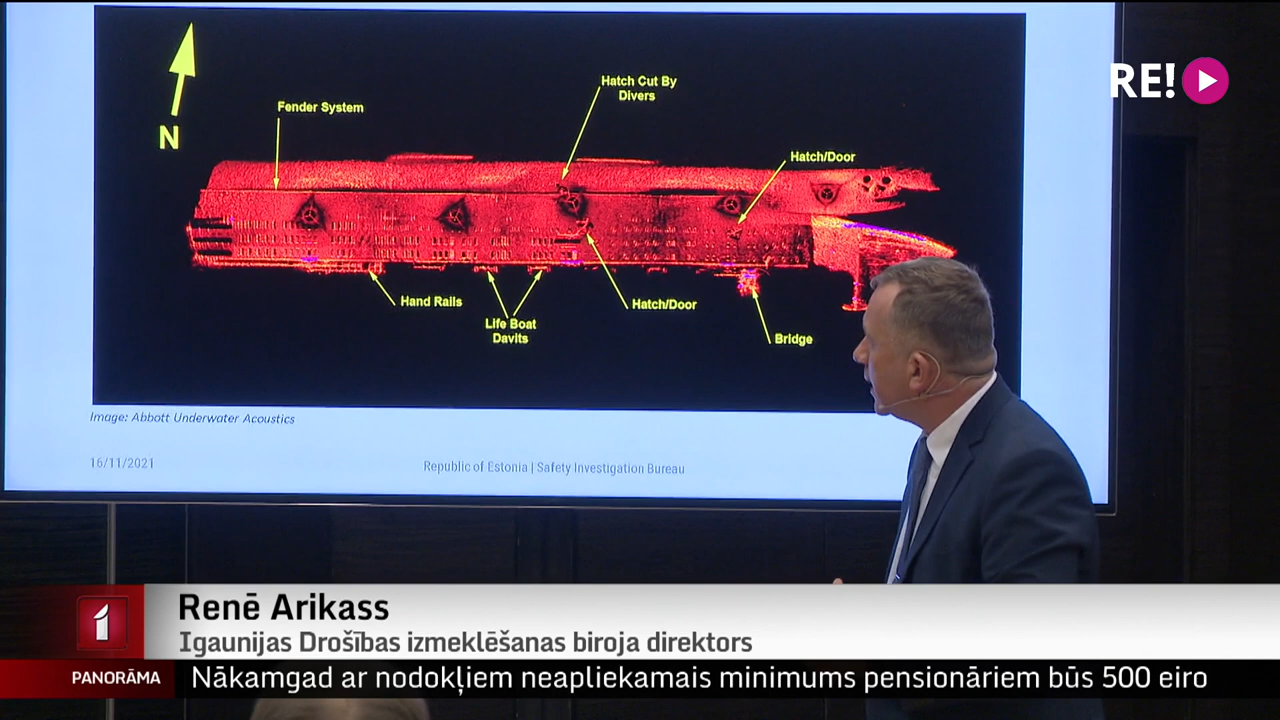 RE!
Hatch Cut By
Divers
Fender System
N
Hatch/Door
Hand Rails
Life Boat
Davits
Hatch/Door
Bridge
Image: Abbott Underwater Acoustics
16/11/2021
Republic of Estonia | Safety Investigation Bureau
1
Renē Arikass
Igaunijas Drošības izmeklēšanas biroja direktors
PANORĀMA
Nākamgad ar nodokļiem neapliekamais minimums pensionāriem būs 500 eiro